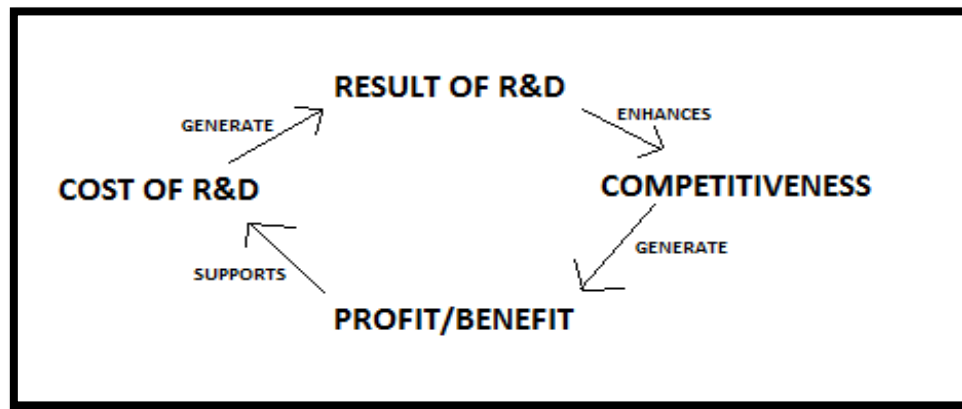 RESULT OF R&D
GENERATE
ENHANCES
COST OF R&D
COMPETITIVENESS
GENERATE
SUPPORTS
PROFIT/BENEFIT